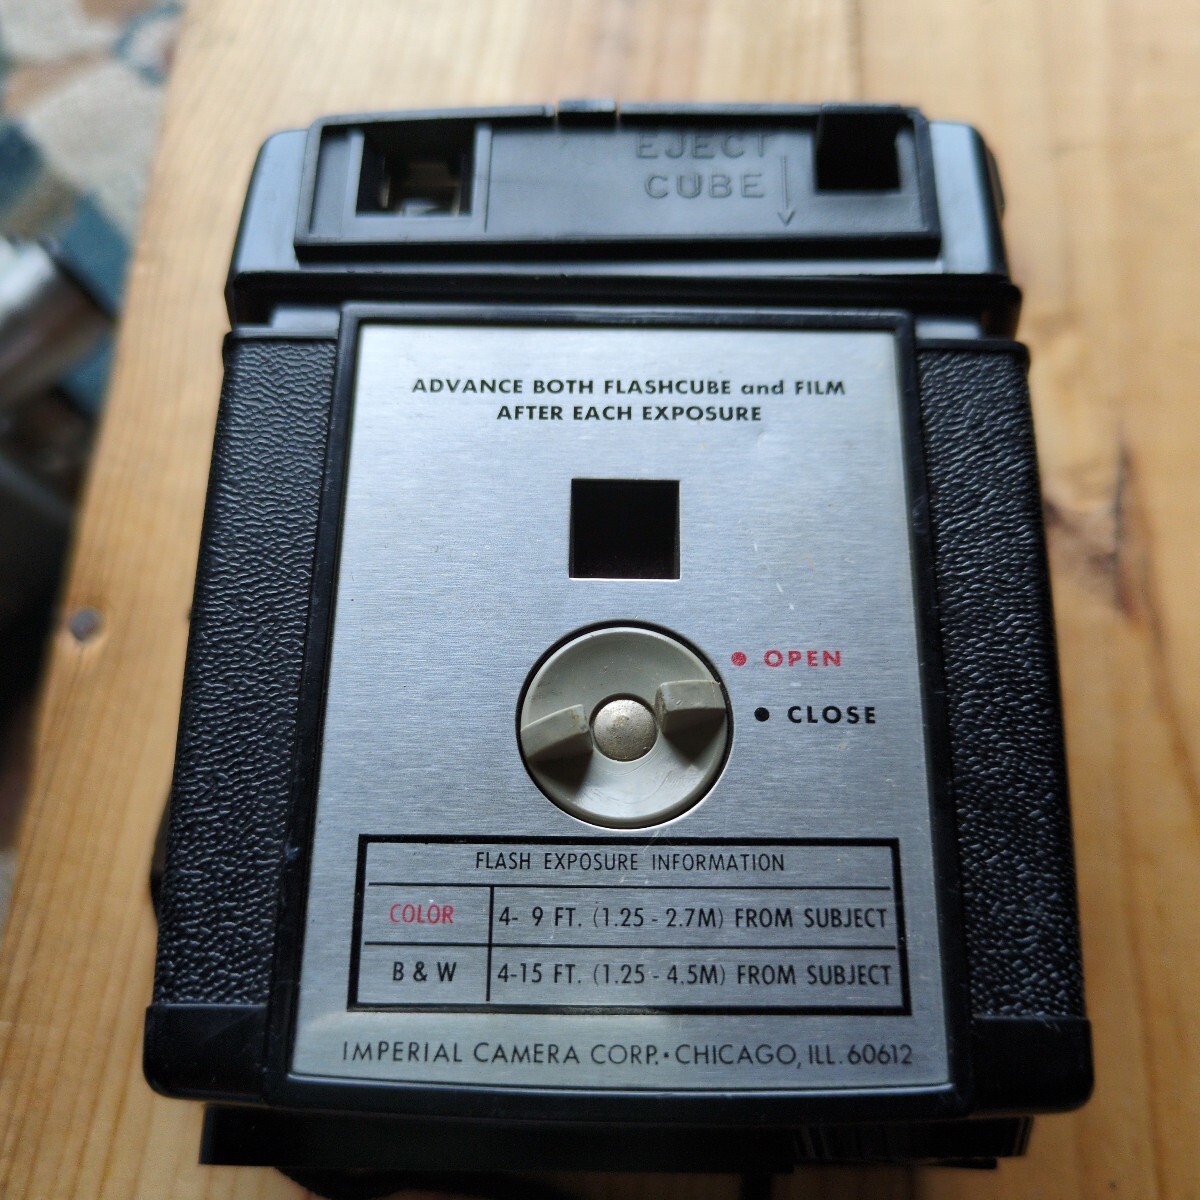 EJECT
CUBE
ADVANCE BOTH FLASHCUBE and FILM
AFTER EACH EXPOSURE
• OPEN
• CLOSE
FLASH EXPOSURE INFORMATION
COLOR 4- 9 FT. (1.25 - 2.7M) FROM SUBJECT
B & W 4-15 FT. (1.25 - 4.5M) FROM SUBJECT
IMPERIAL CAMERA CORP. • CHICAGO, ILL. 60612